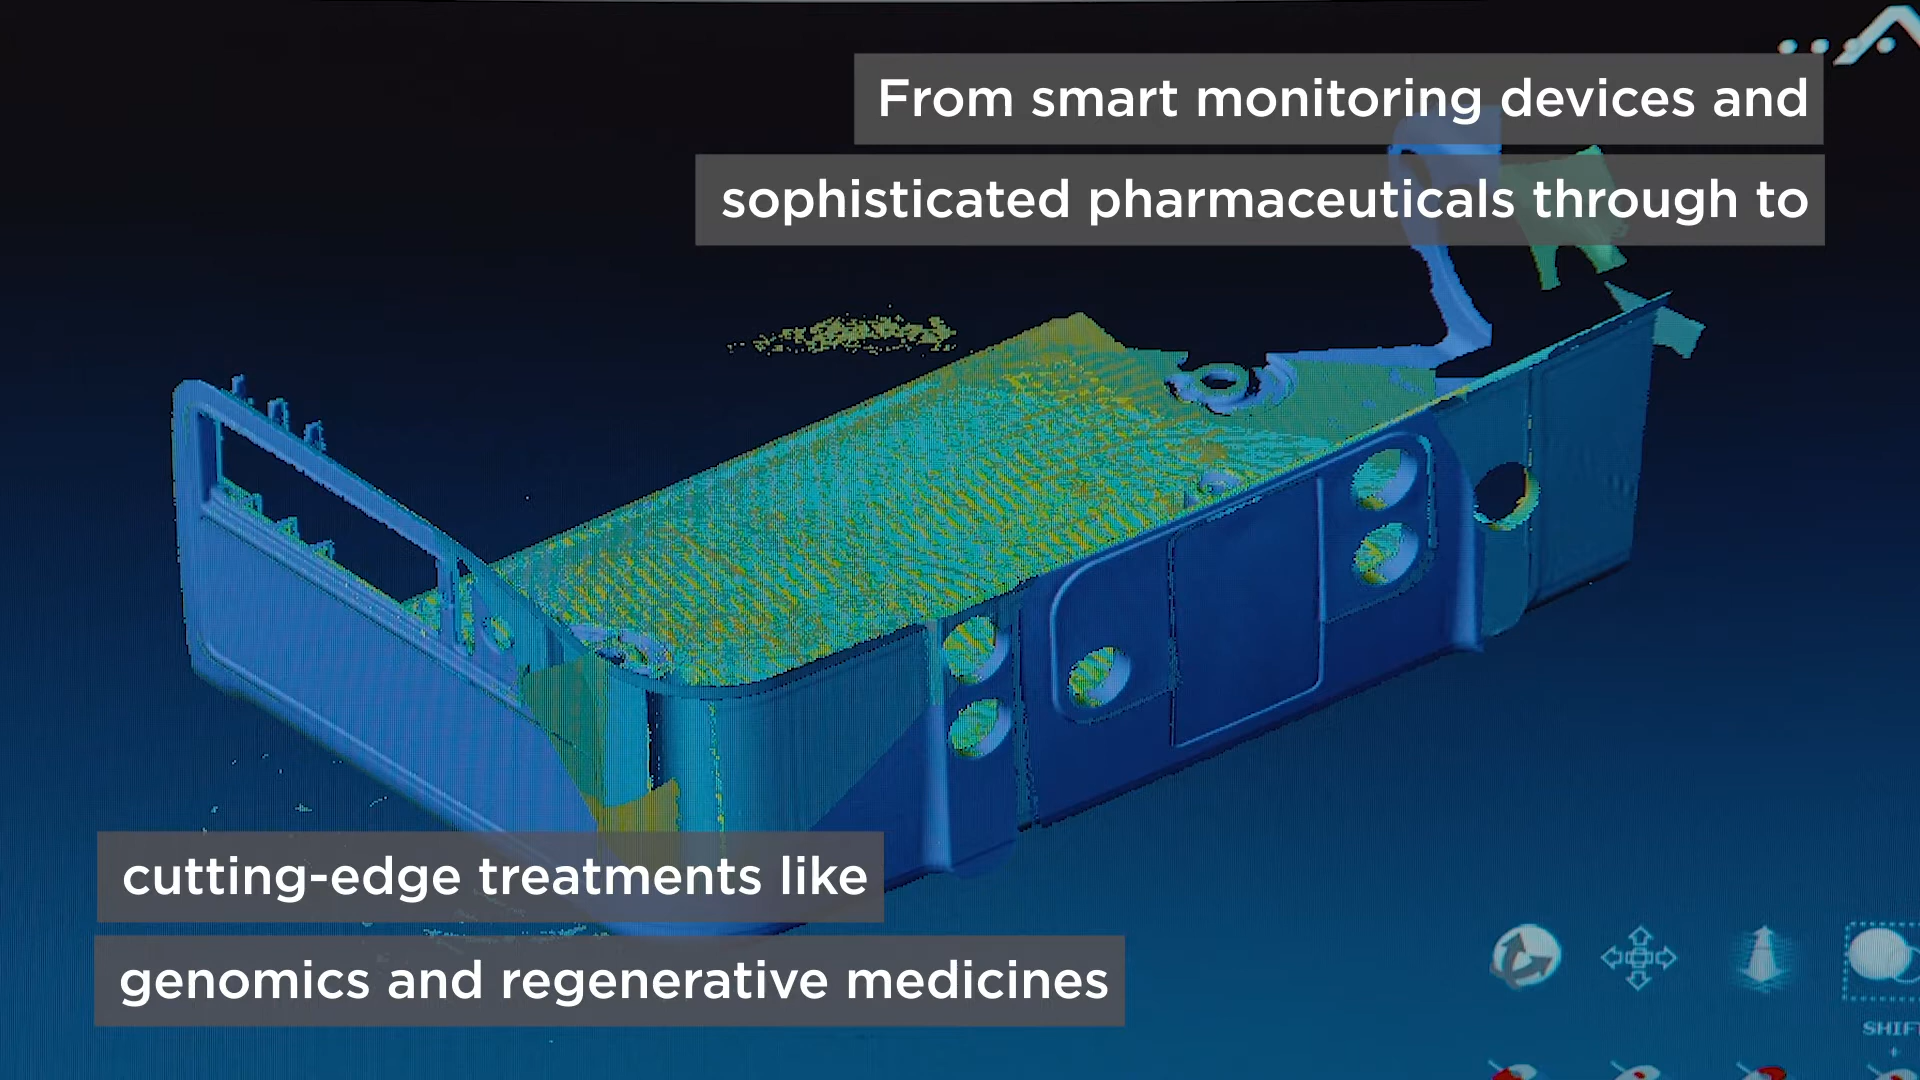 From smart monitoring devices and
sophisticated pharmaceuticals through to
cutting-edge treatments like
genomics and regenerative medicines